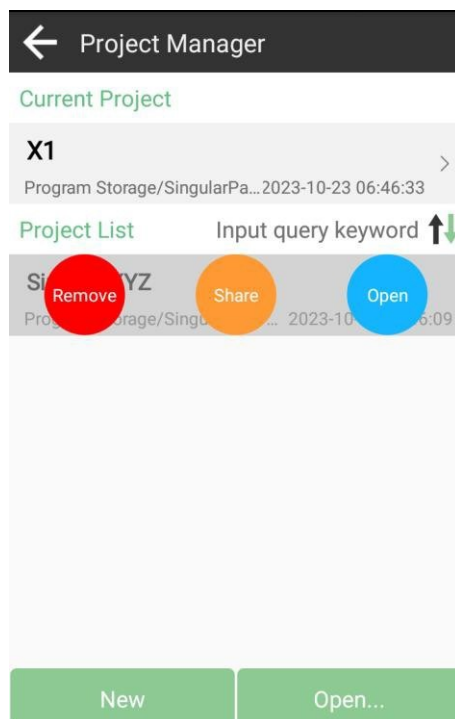 Project Manager
Current Project
X1
Program Storage/SingularPa...2023-10-23 06:46:33
Project List Input query keyword
Remove Share Open
New Open...